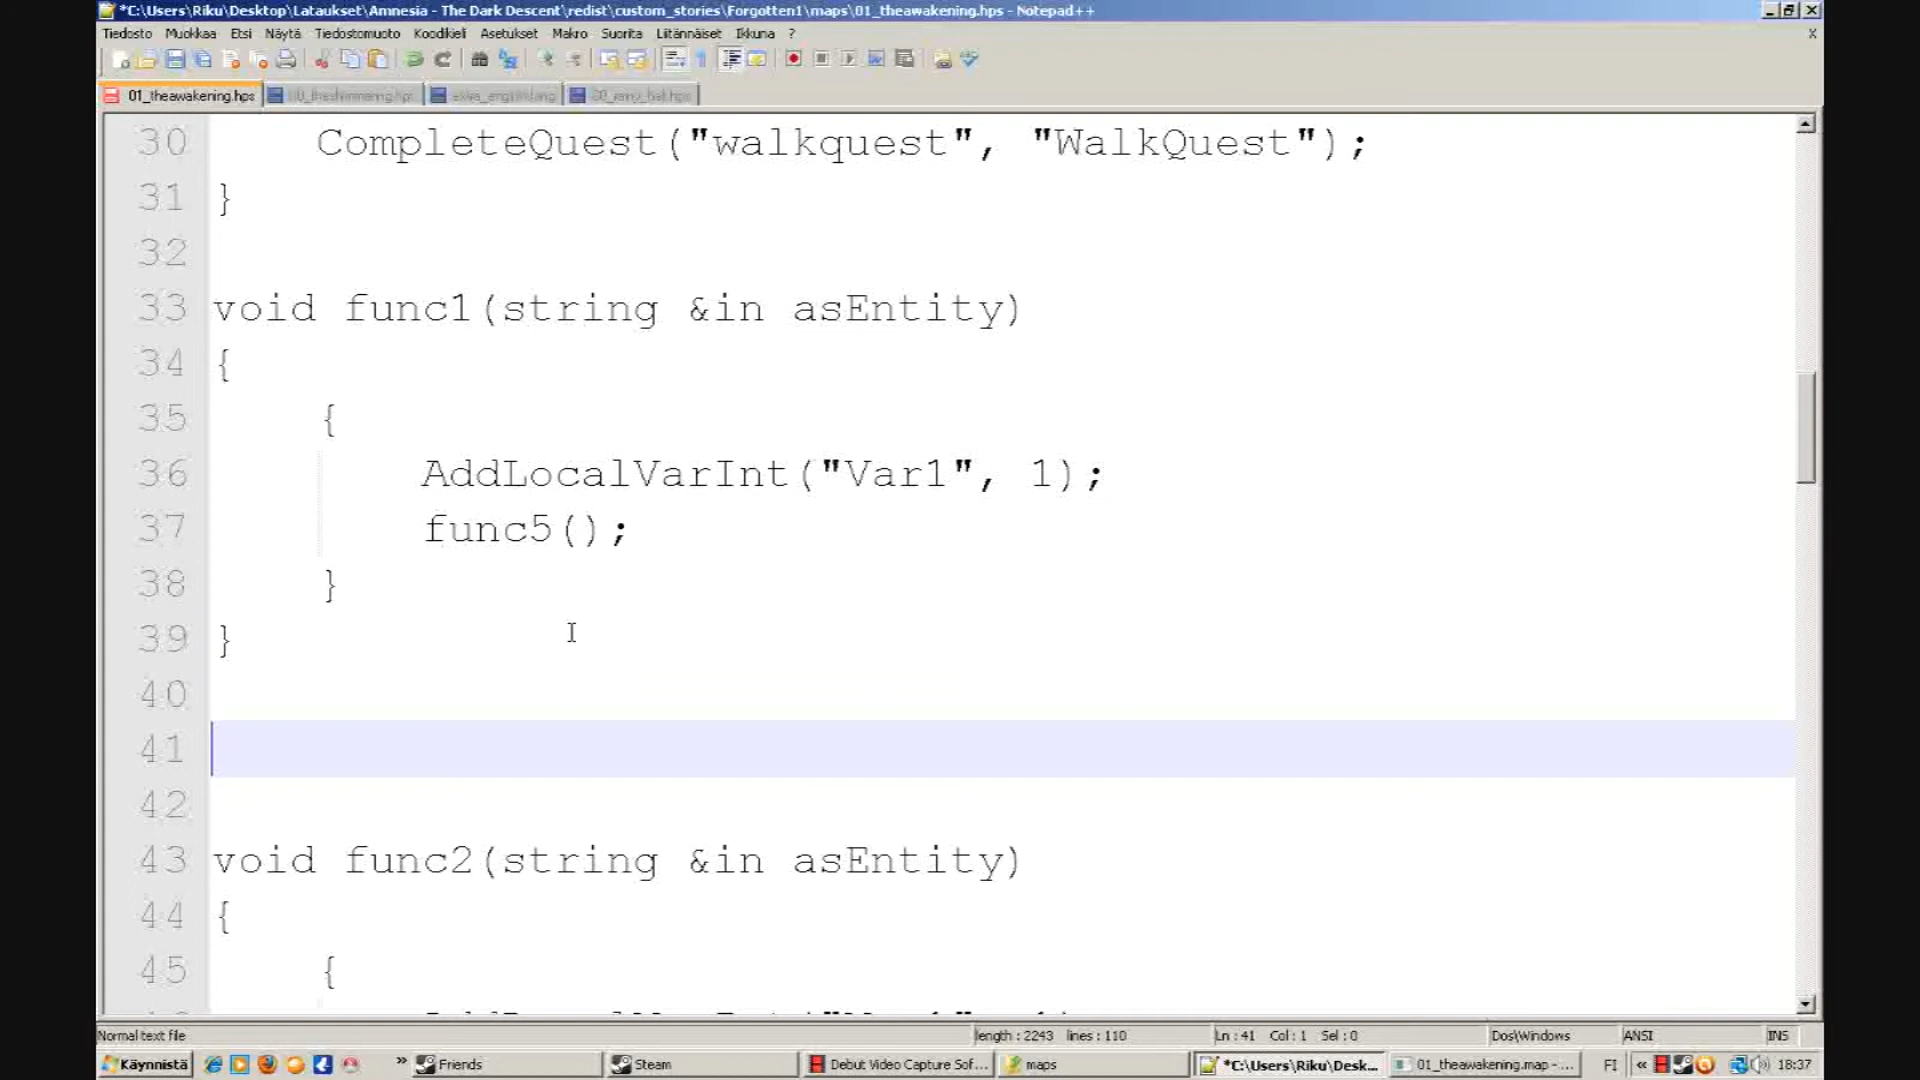 *C:\Users\Riku\Desktop\Lataukset\Amnesia - The Dark Descent\redist\custom_stories\Forgotten1\maps\01_theawakening.hps - Notepad++
Tiedosto Muokkaa Etsi Näytä Tiedostomuoto Koodikieli Asetukset Makro Suorita Liitännäiset Ikkuna ? X
01_theawakening.hps
30 CompleteQuest("walkquest", "WalkQuest");
31 }
32
33 void func1(string &in asEntity)
34 {
35 {
36 AddLocalVarInt("Var1", 1);
37 func5();
38 }
39 }
40
41
42
43 void func2(string &in asEntity)
44 {
45 {
Normal text file length : 2243 lines : 110 Ln : 41 Col : 1 Sel : 0 Dos\Windows ANSI INS
Käynnistä » Friends Steam Debut Video Capture Sof... maps *C:\Users\Riku\Desk... 01_theawakening.map - ... FI « 18:37